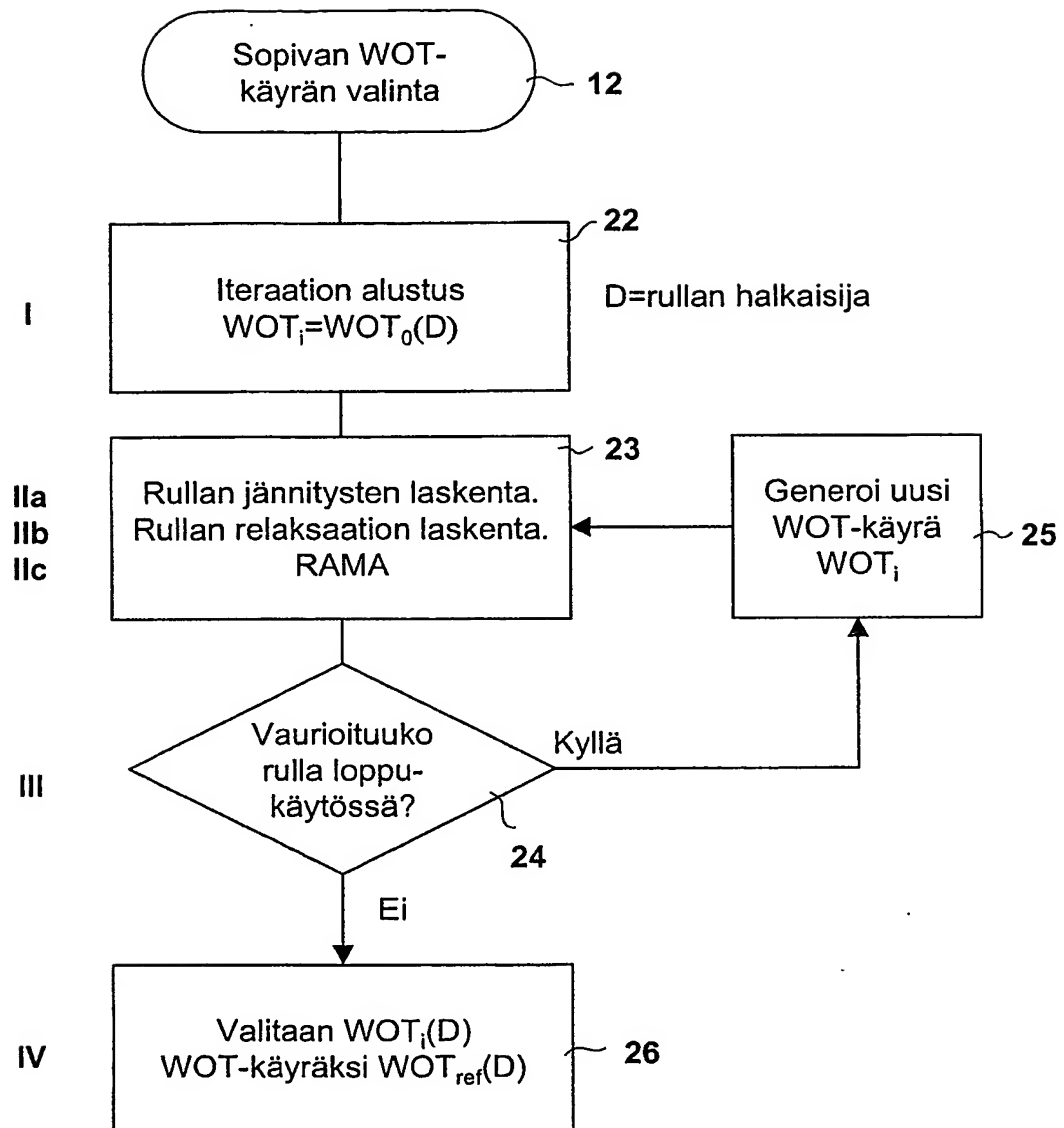 Sopivan WOT-
käyrän valinta
12
22
I
Iteraation alustus
WOTᵢ=WOT₀(D)
D=rullan halkaisija
23
IIa
IIb
IIc
Rullan jännitysten laskenta.
Rullan relaksaation laskenta.
RAMA
Generoi uusi
WOT-käyrä
WOTᵢ
25
III
Vaurioituuko
rulla loppu-
käytössä?
Kyllä
24
Ei
IV
Valitaan WOTᵢ(D)
WOT-käyräksi WOTref(D)
26